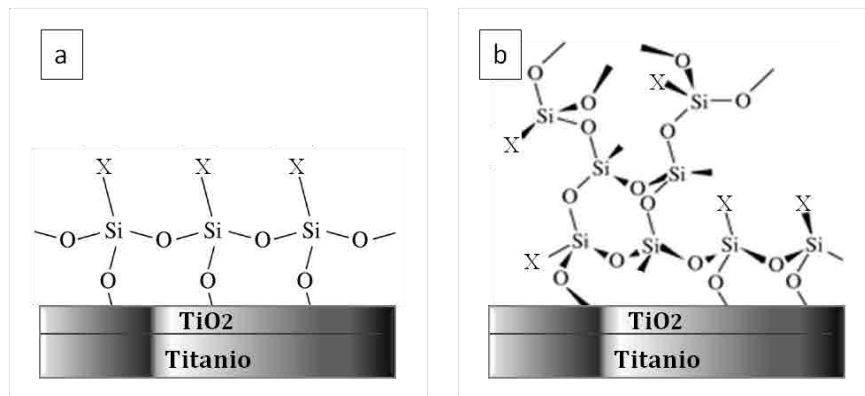 a
X X X
O Si O Si O Si O
O O O
TiO2
Titanio
b
O O
X
Si O Si O
X O O
Si Si
O O O
X X
Si Si Si Si
X O O O
O O O
TiO2
Titanio